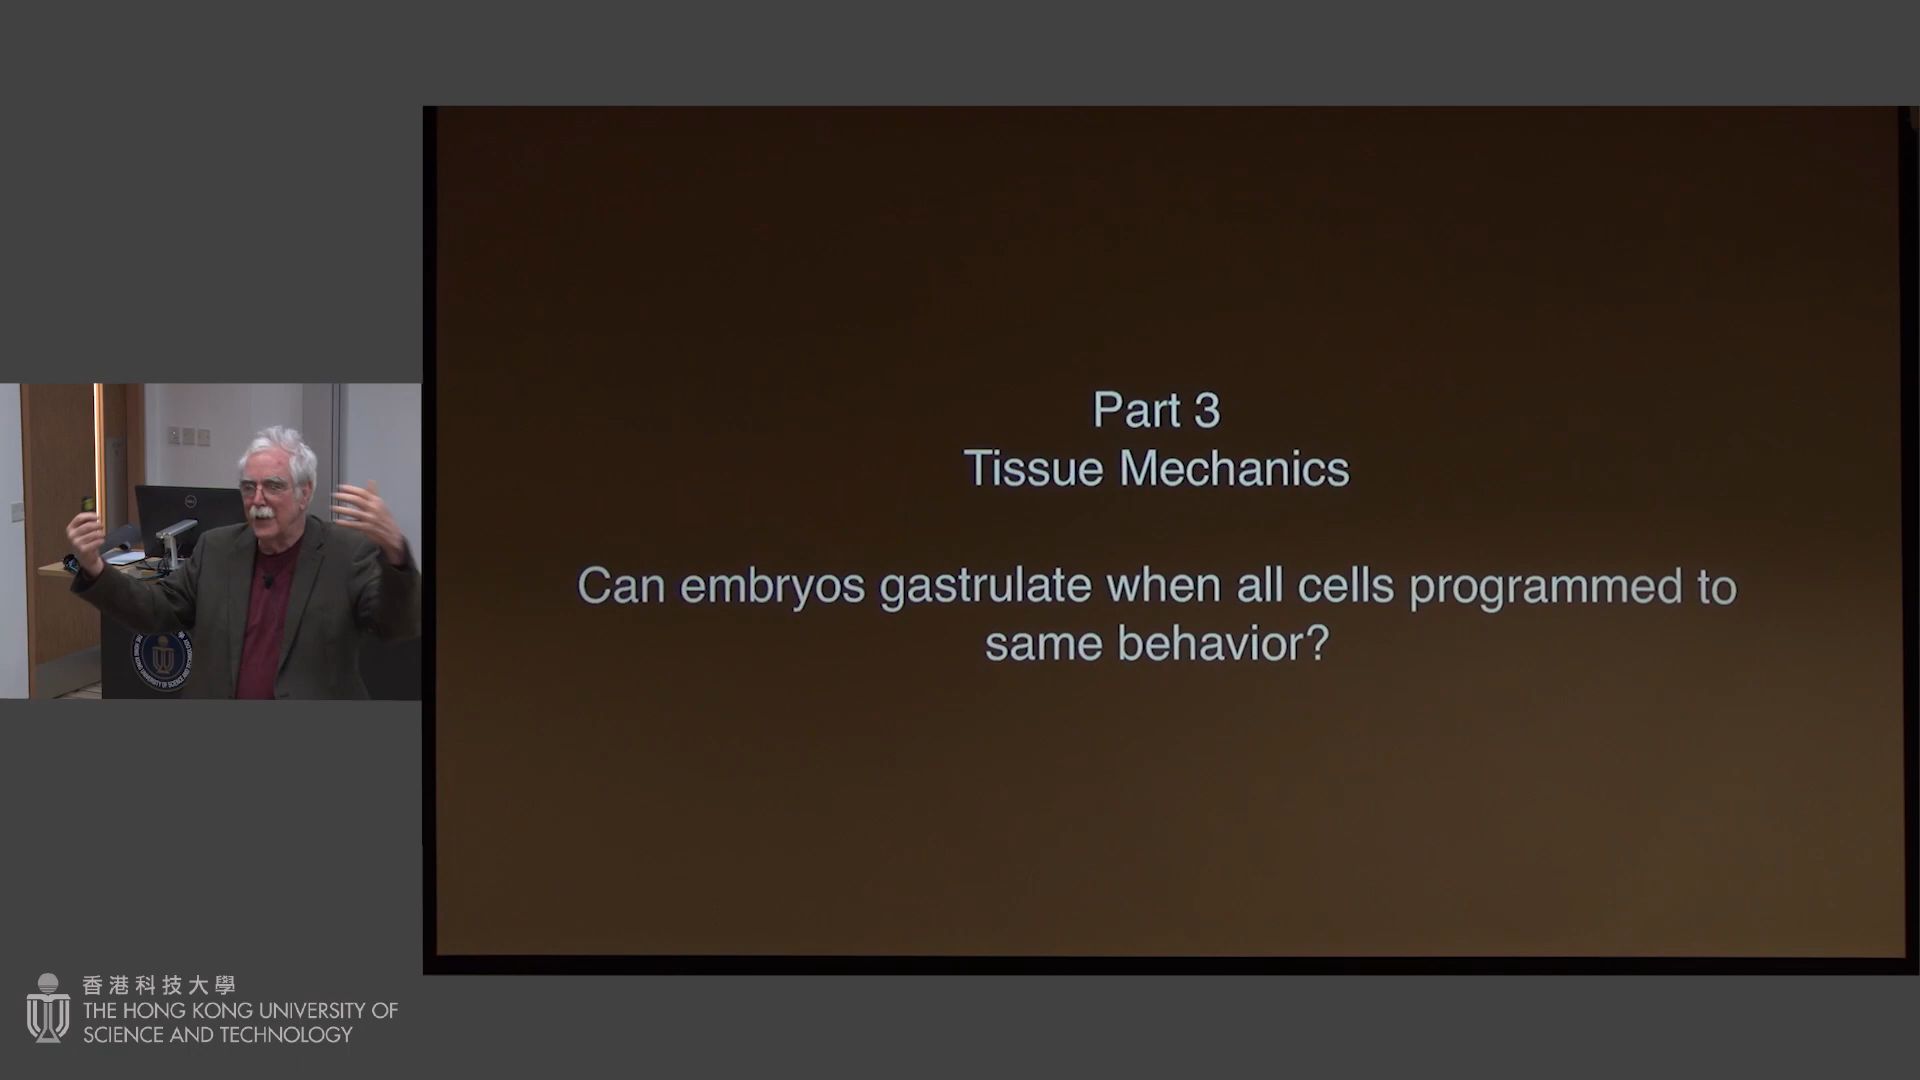 Part 3
Tissue Mechanics
Can embryos gastrulate when all cells programmed to
same behavior?
香港科技大學
THE HONG KONG UNIVERSITY OF
SCIENCE AND TECHNOLOGY